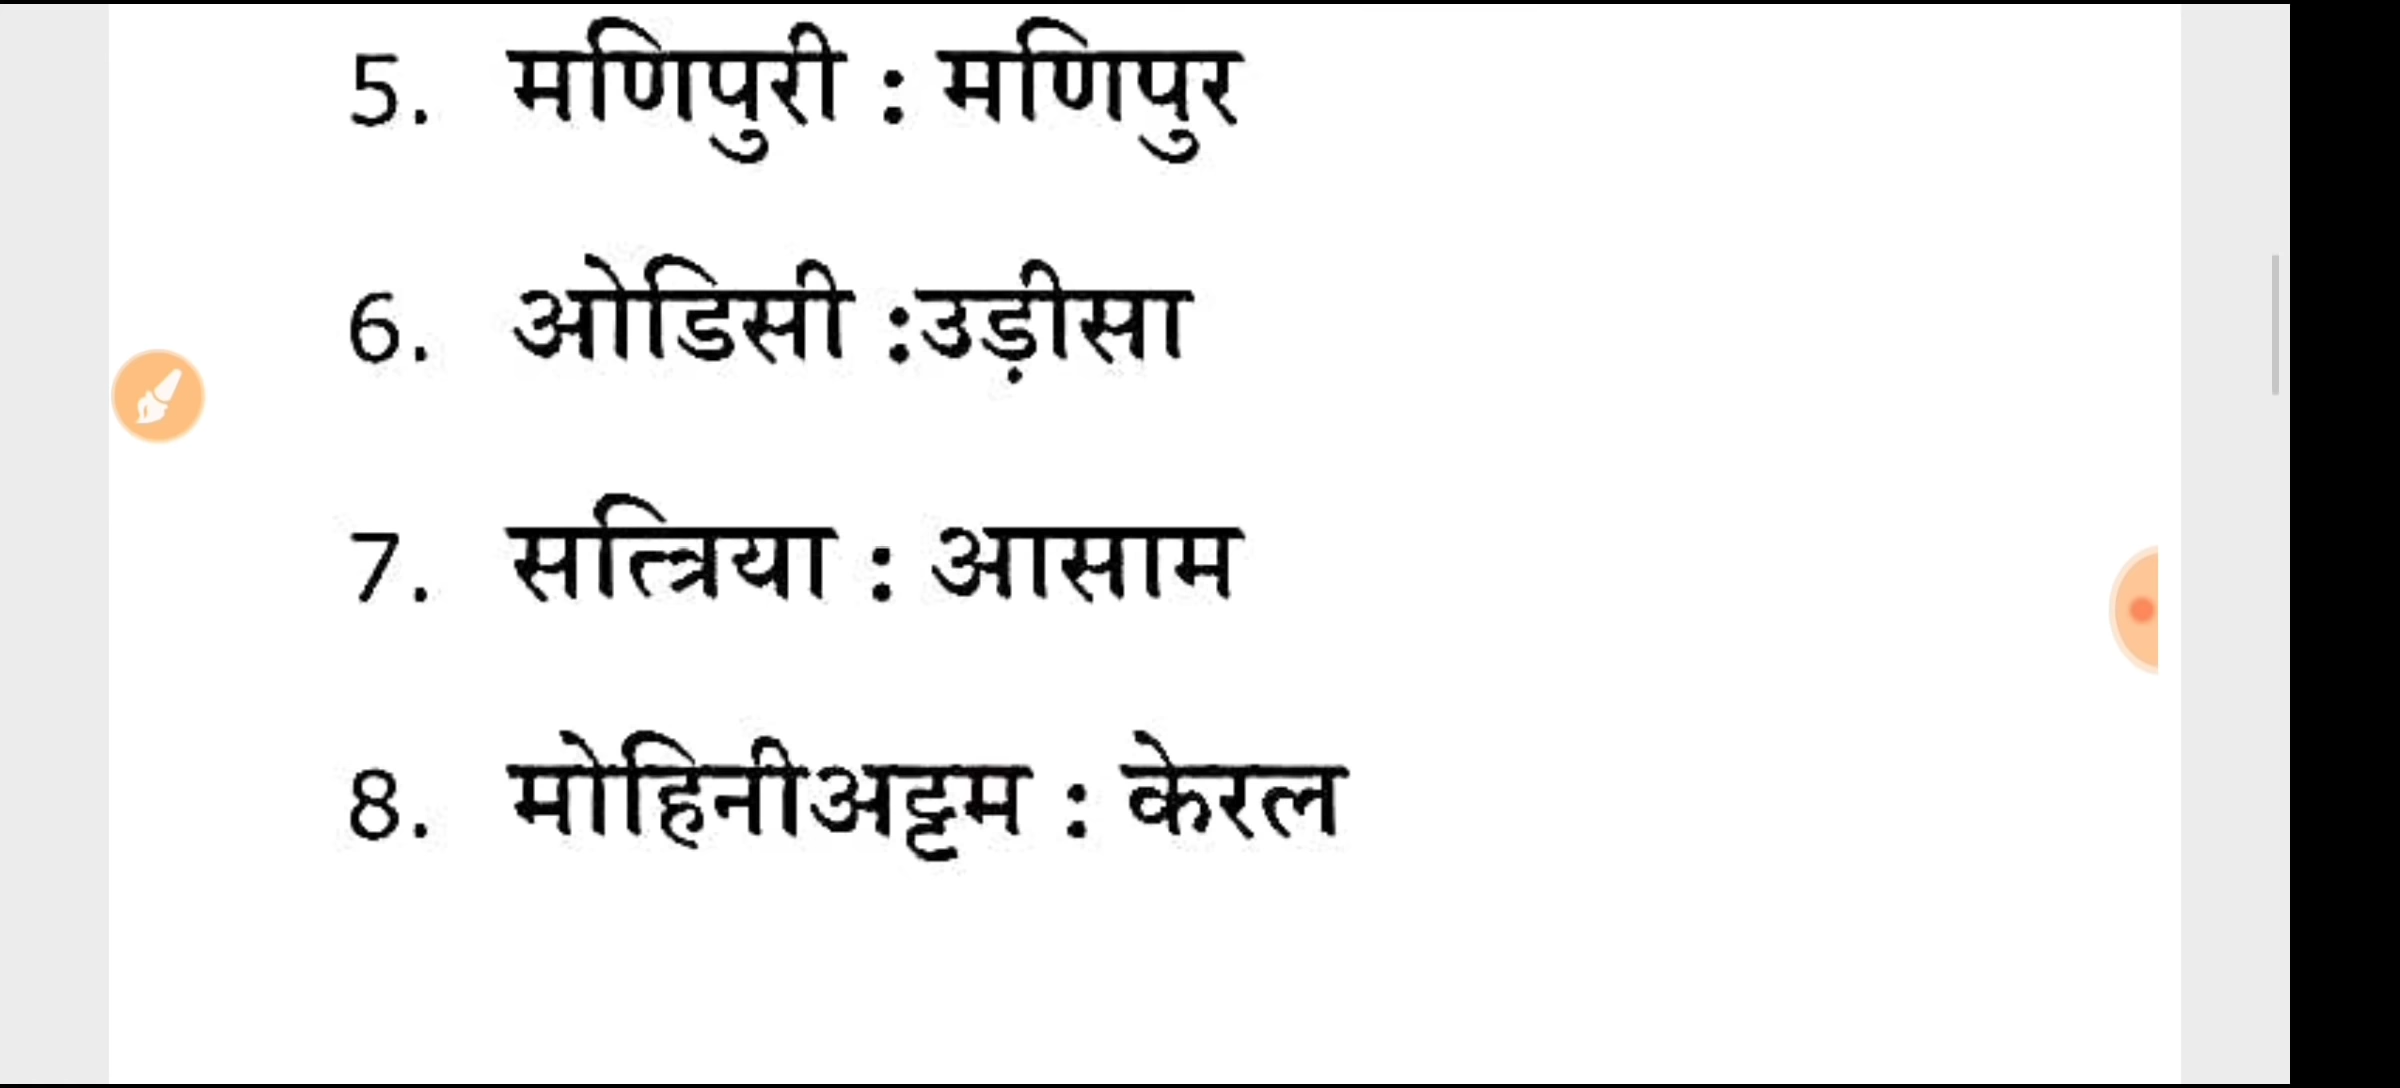 5. मणिपुरी : मणिपुर
6. ओडिसी :उड़ीसा
7. सत्त्रिया : आसाम
8. मोहिनीअट्टम : केरल